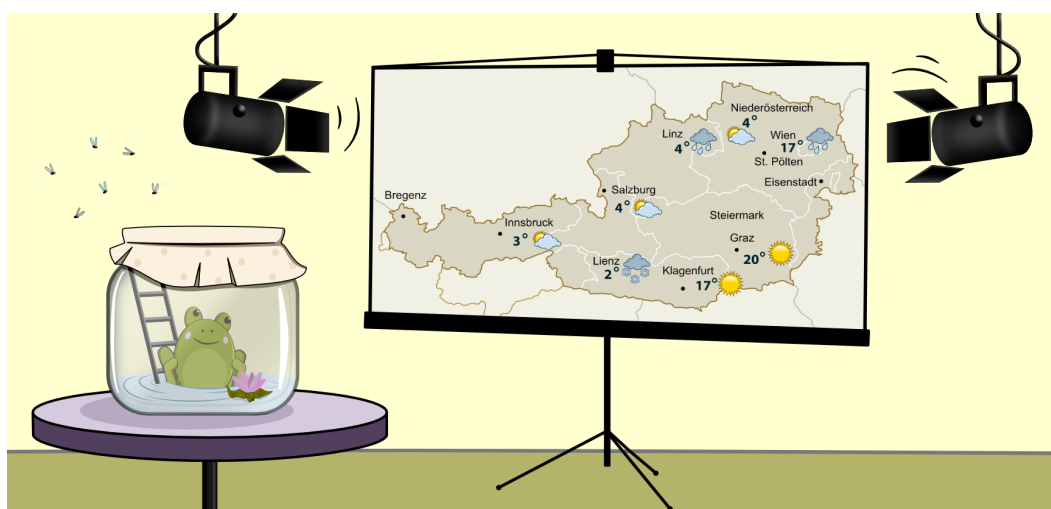 Niederösterreich
4°
Linz
4°
Wien
17°
St. Pölten
Eisenstadt
Bregenz
Salzburg
4°
Steiermark
Innsbruck
3°
Graz
20°
Lienz
2°
Klagenfurt
17°